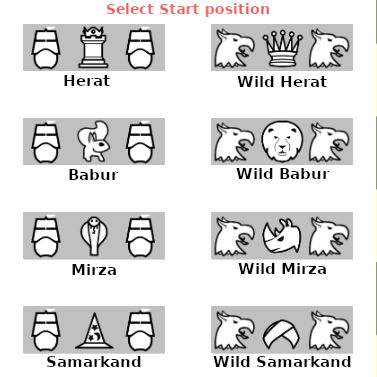 Select Start position
Herat
Wild Herat
Babur
Wild Babur
Mirza
Wild Mirza
Samarkand
Wild Samarkand